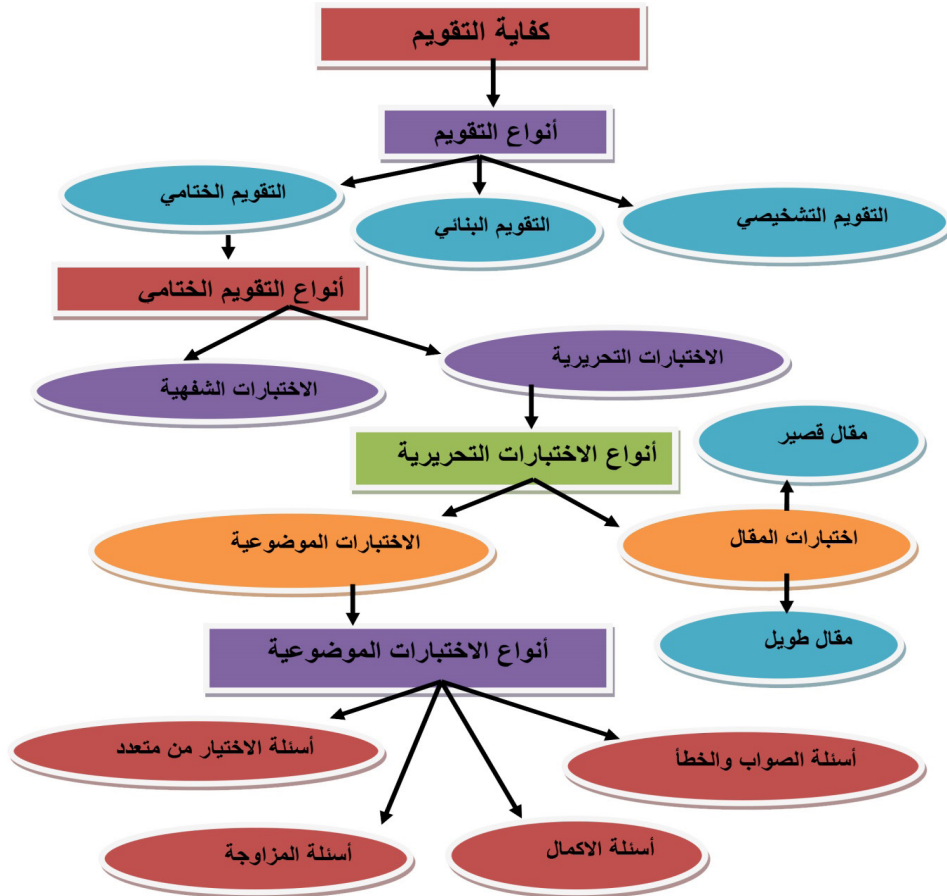 كفاية التقويم
أنواع التقويم
التقويم التشخيصي
التقويم البنائي
التقويم الختامي
أنواع التقويم الختامي
الاختبارات التحريرية
الاختبارات الشفهية
أنواع الاختبارات التحريرية
مقال قصير
اختبارات المقال
الاختبارات الموضوعية
مقال طويل
أنواع الاختبارات الموضوعية
أسئلة الصواب والخطأ
أسئلة الاختيار من متعدد
أسئلة الاكمال
أسئلة المزاوجة